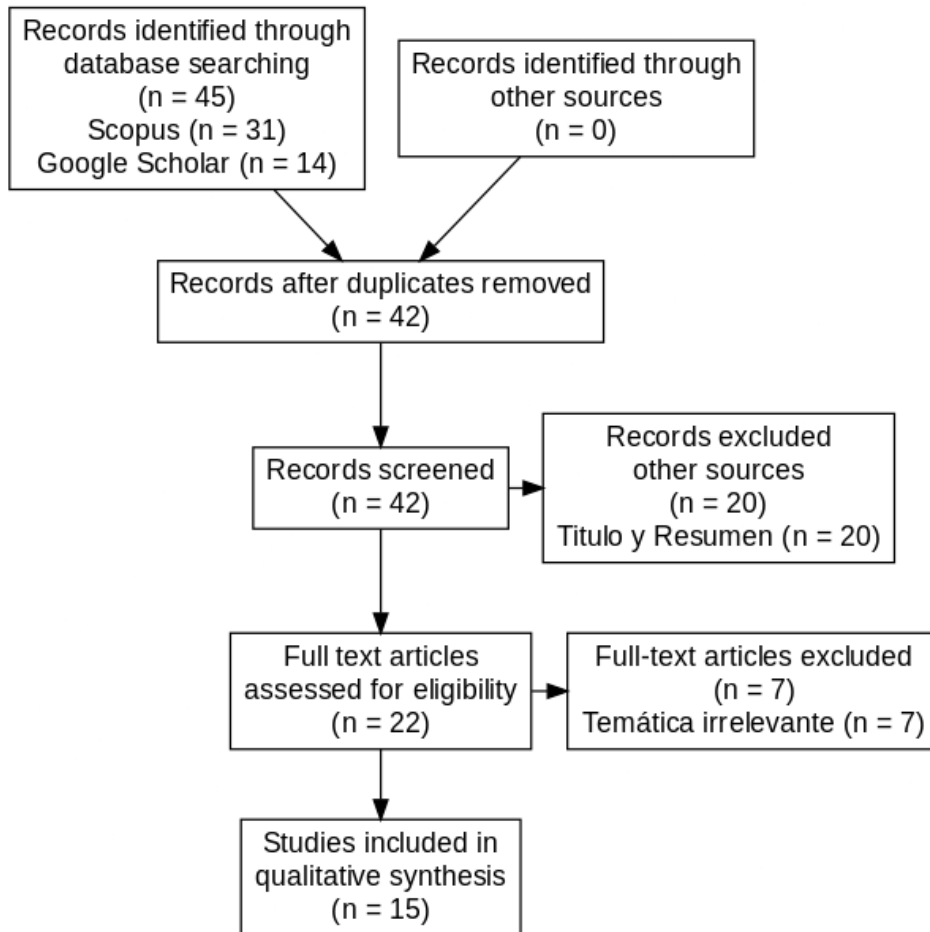 Records identified through
database searching
(n = 45)
Scopus (n = 31)
Google Scholar (n = 14)
Records identified through
other sources
(n = 0)
Records after duplicates removed
(n = 42)
Records screened
(n = 42)
Records excluded
other sources
(n = 20)
Titulo y Resumen (n = 20)
Full text articles
assessed for eligibility
(n = 22)
Full-text articles excluded
(n = 7)
Temática irrelevante (n = 7)
Studies included in
qualitative synthesis
(n = 15)